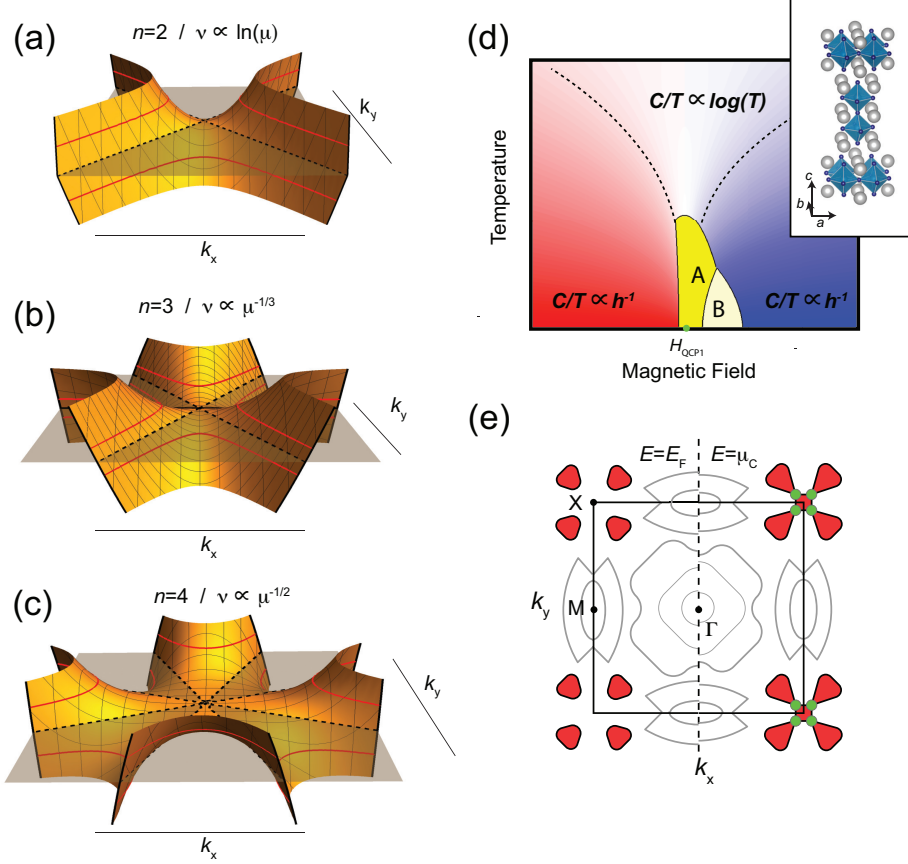 (a)
n=2 / ν ∝ ln(μ)
k_y
k_x
(b)
n=3 / ν ∝ μ^-1/3
k_y
k_x
(c)
n=4 / ν ∝ μ^-1/2
k_y
k_x
(d)
C/T ∝ log(T)
Temperature
A
B
C/T ∝ h^-1
C/T ∝ h^-1
H_QCP1
Magnetic Field
c
b
a
(e)
E=E_F
E=μ_C
X
k_y
M
Γ
k_x